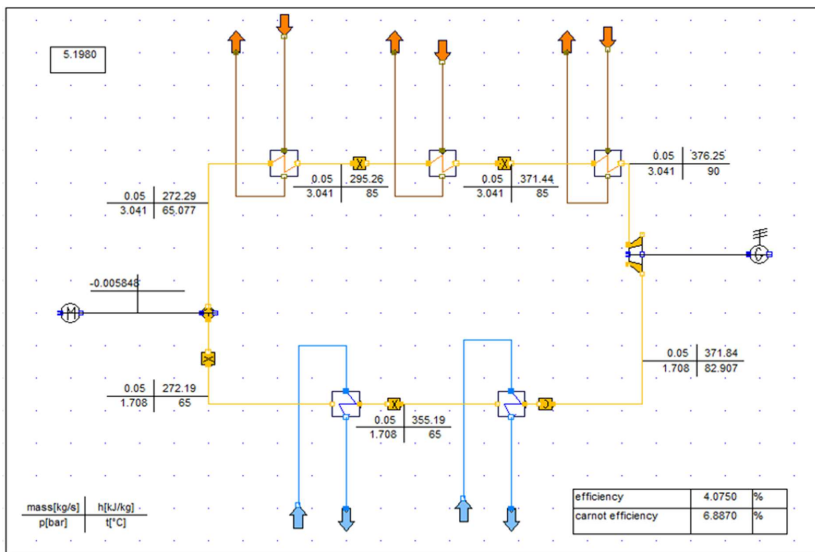 5.1980
0.05 376.25
3.041 90
0.05 295.26
3.041 85
0.05 371.44
3.041 85
0.05 272.29
3.041 65.077
G
-0.005848
M
0.05 371.84
1.708 82.907
0.05 272.19
1.708 65
0.05 355.19
1.708 65
mass[kg/s] h[kJ/kg]
p[bar] t[°C]
efficiency 4.0750 %
carnot efficiency 6.8870 %